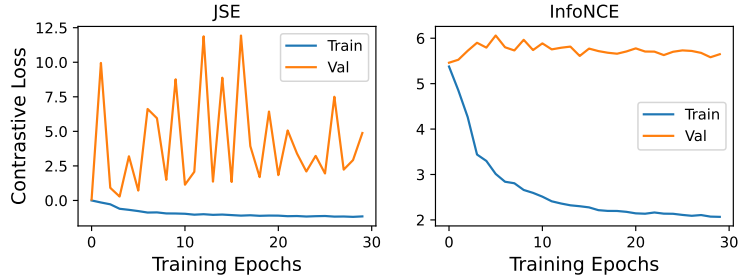 JSE
12.5
10.0
7.5
5.0
2.5
0.0
Contrastive Loss
Train
Val
0
10
20
30
Training Epochs
InfoNCE
6
5
4
3
2
Train
Val
0
10
20
30
Training Epochs